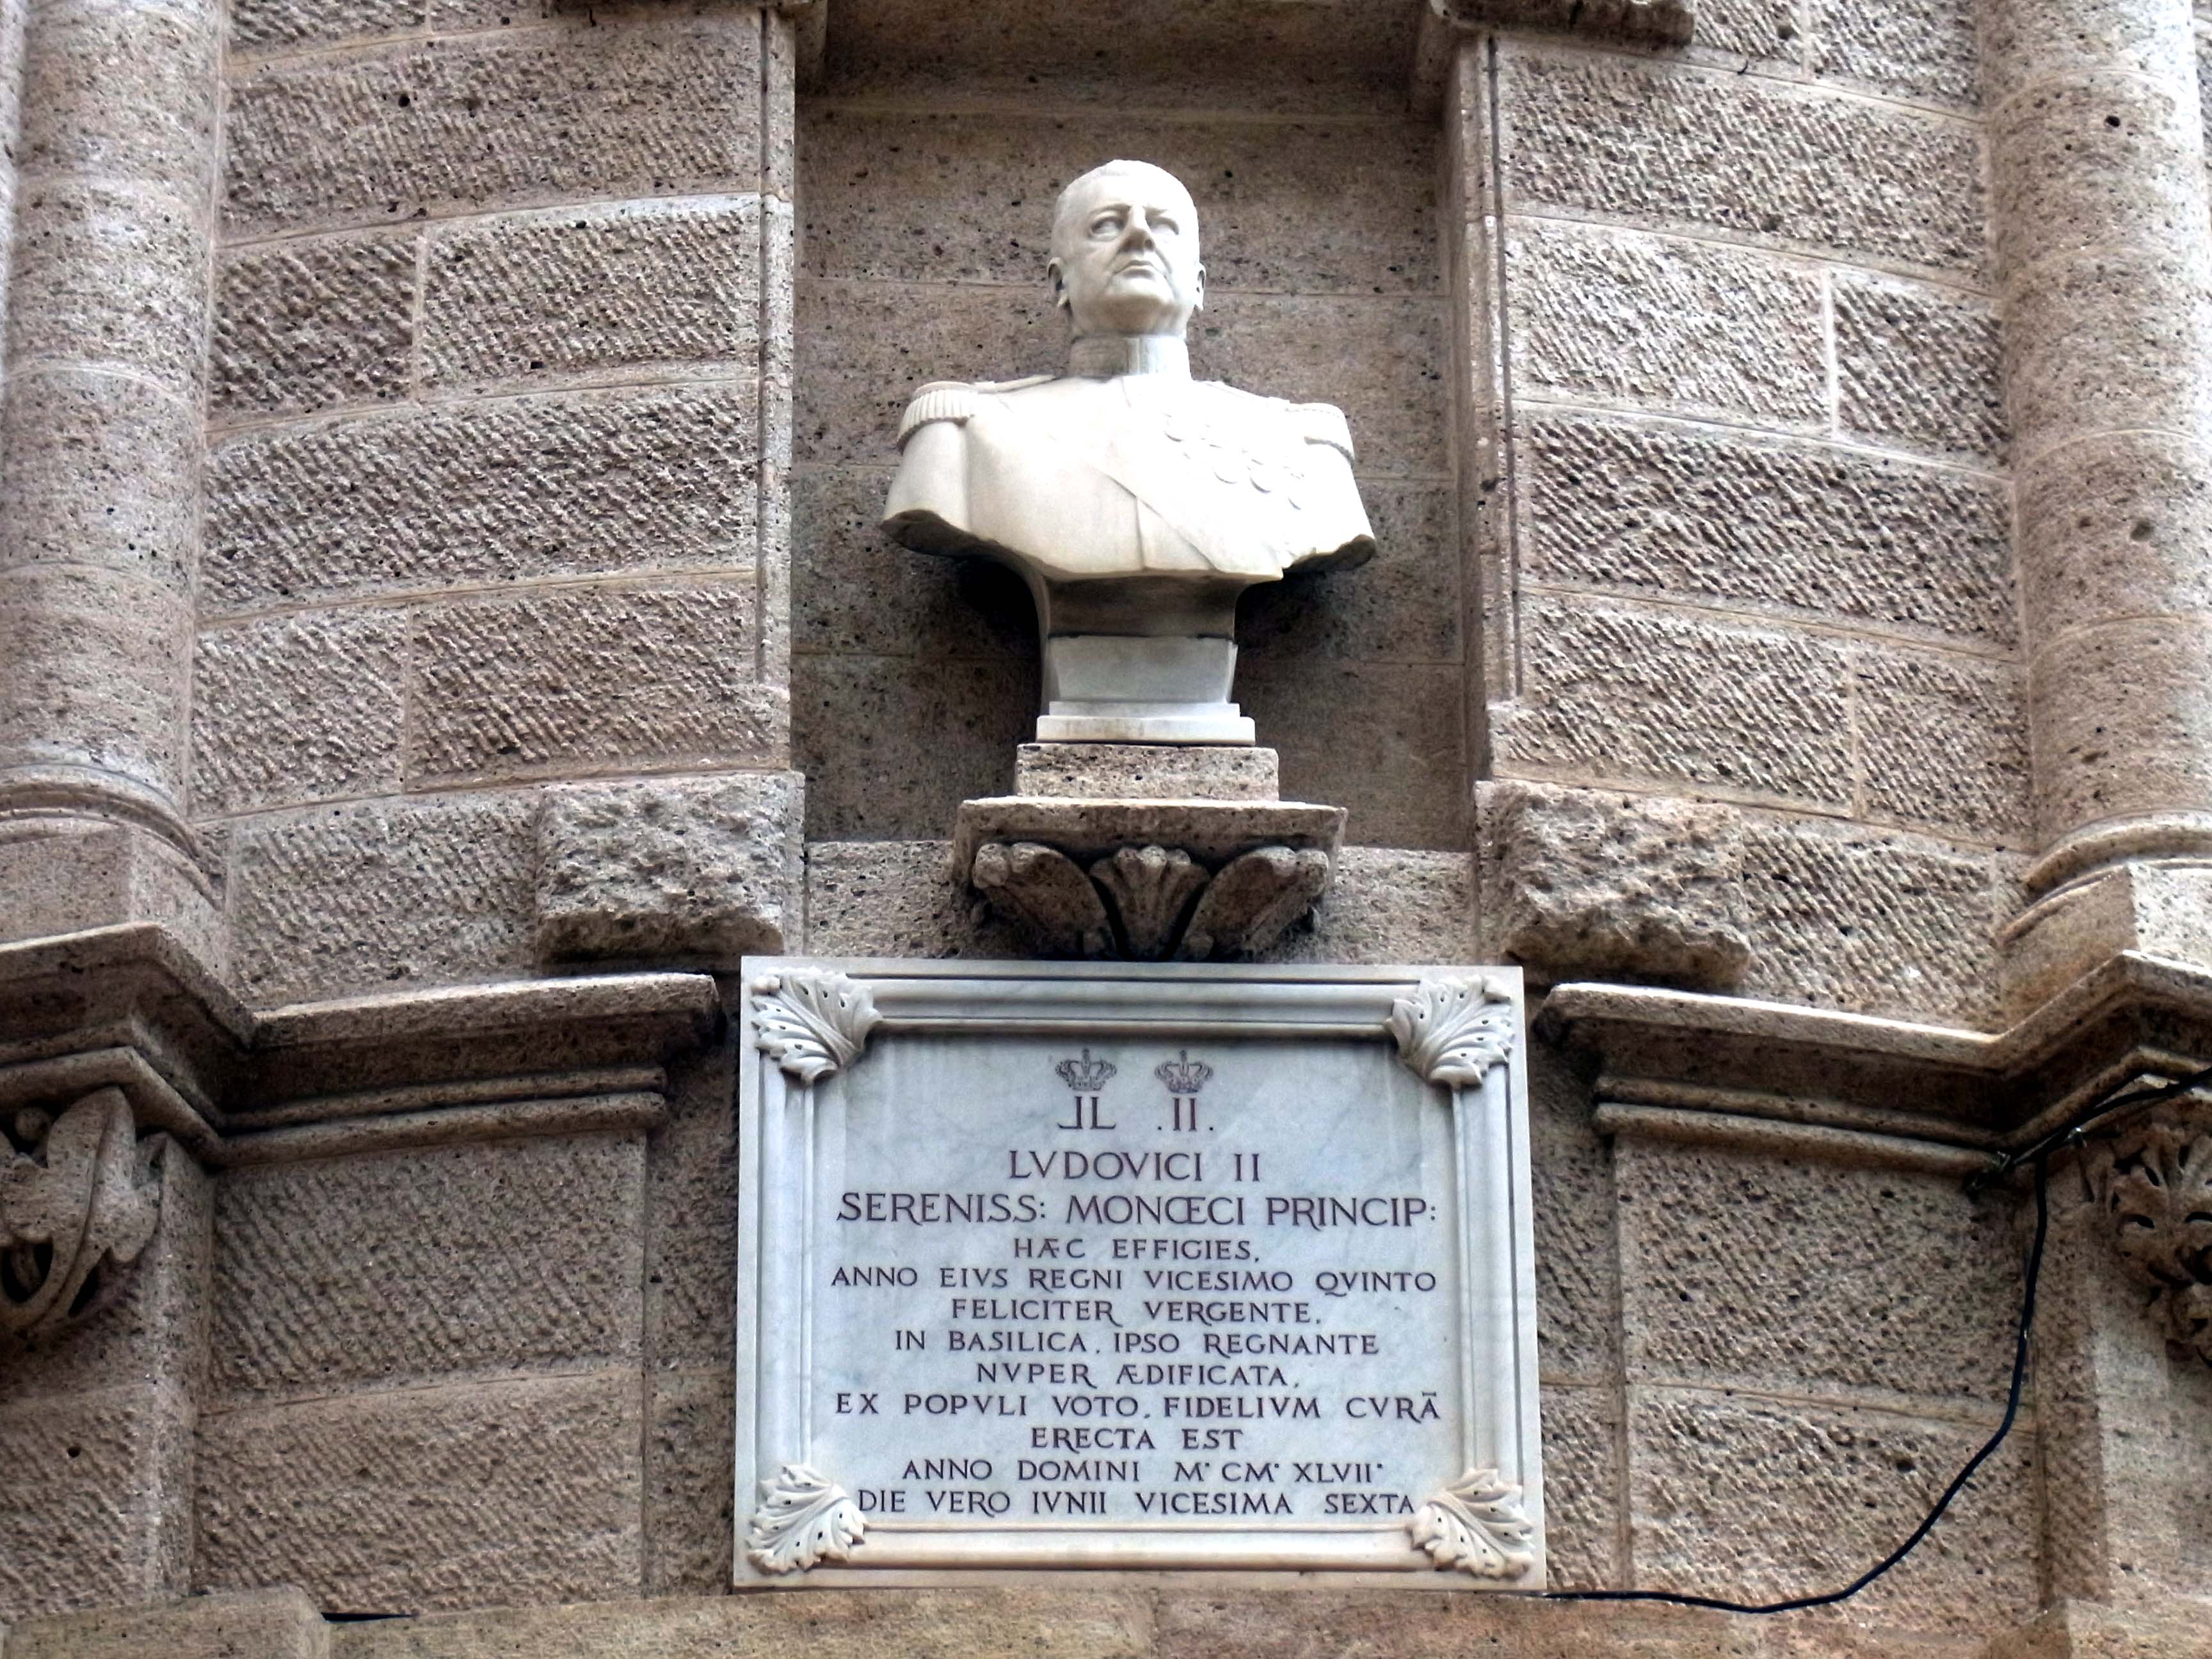 LL .II.
LVDOVICI II
SERENISS: MONŒCI PRINCIP:
HÆC EFFIGIES,
ANNO EIVS REGNI VICESIMO QVINTO
FELICITER VERGENTE,
IN BASILICA, IPSO REGNANTE
NVPER ÆDIFICATA,
EX POPVLI VOTO, FIDELIVM CVRĀ
ERECTA EST
ANNO DOMINI M· CM· XLVII·
DIE VERO IVNII VICESIMA SEXTA